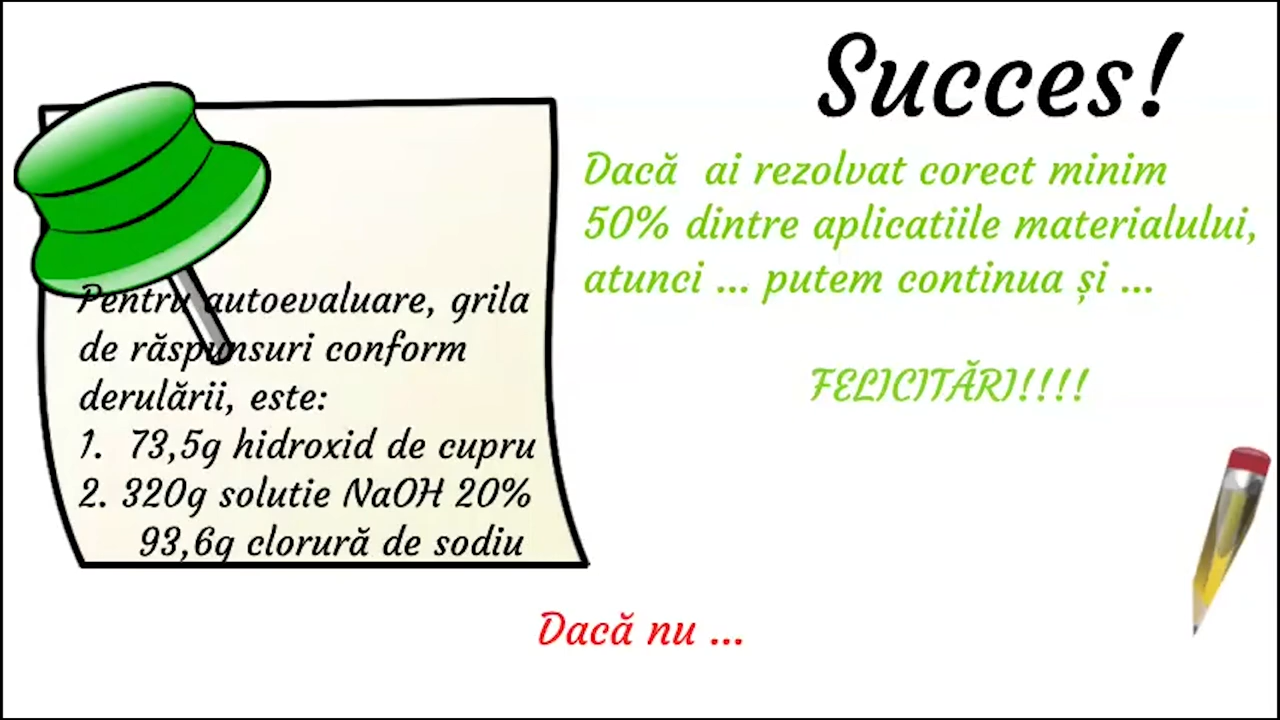 Succes!
Dacă ai rezolvat corect minim
50% dintre aplicatiile materialului,
atunci ... putem continua și ...
FELICITĂRI!!!!
Pentru autoevaluare, grila
de răspunsuri conform
derulării, este:
1. 73,5g hidroxid de cupru
2. 320g solutie NaOH 20%
93,6g clorură de sodiu
Dacă nu ...